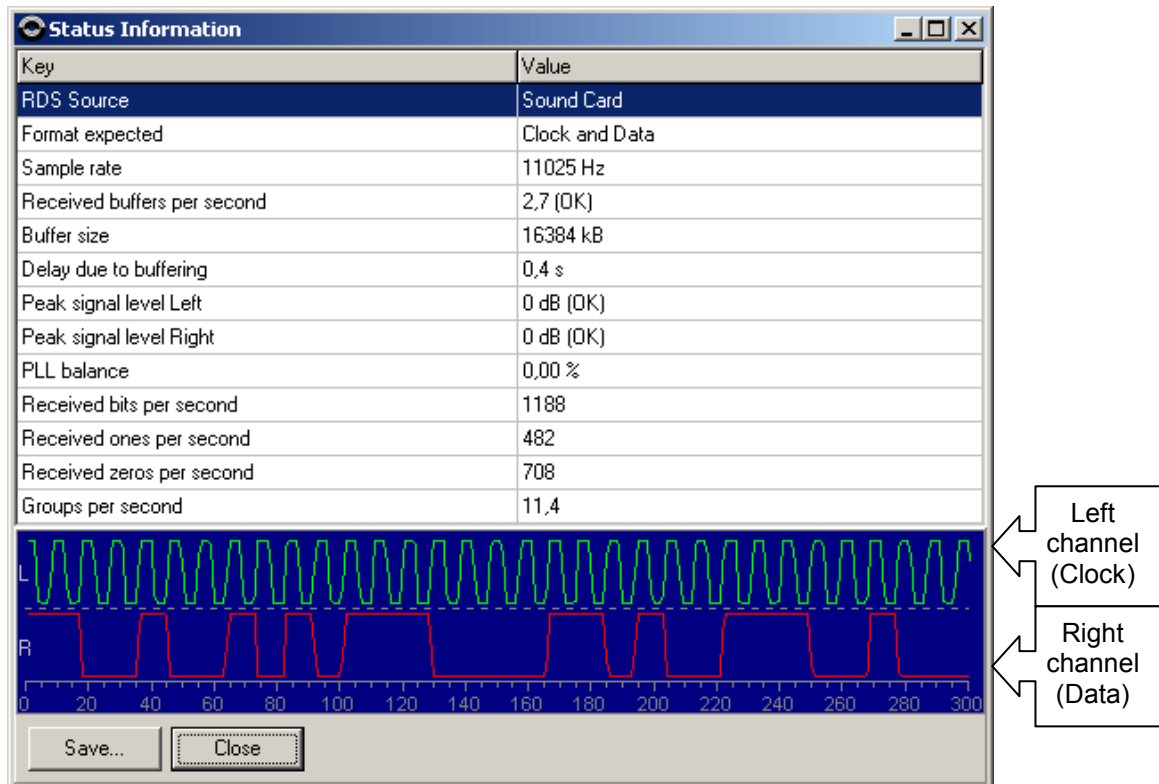 Status Information
Key Value
RDS Source Sound Card
Format expected Clock and Data
Sample rate 11025 Hz
Received buffers per second 2,7 (OK)
Buffer size 16384 kB
Delay due to buffering 0,4 s
Peak signal level Left 0 dB (OK)
Peak signal level Right 0 dB (OK)
PLL balance 0,00 %
Received bits per second 1188
Received ones per second 482
Received zeros per second 708
Groups per second 11,4
L
R
0 20 40 60 80 100 120 140 160 180 200 220 240 260 280 300
Save... Close
Left
channel
(Clock)
Right
channel
(Data)